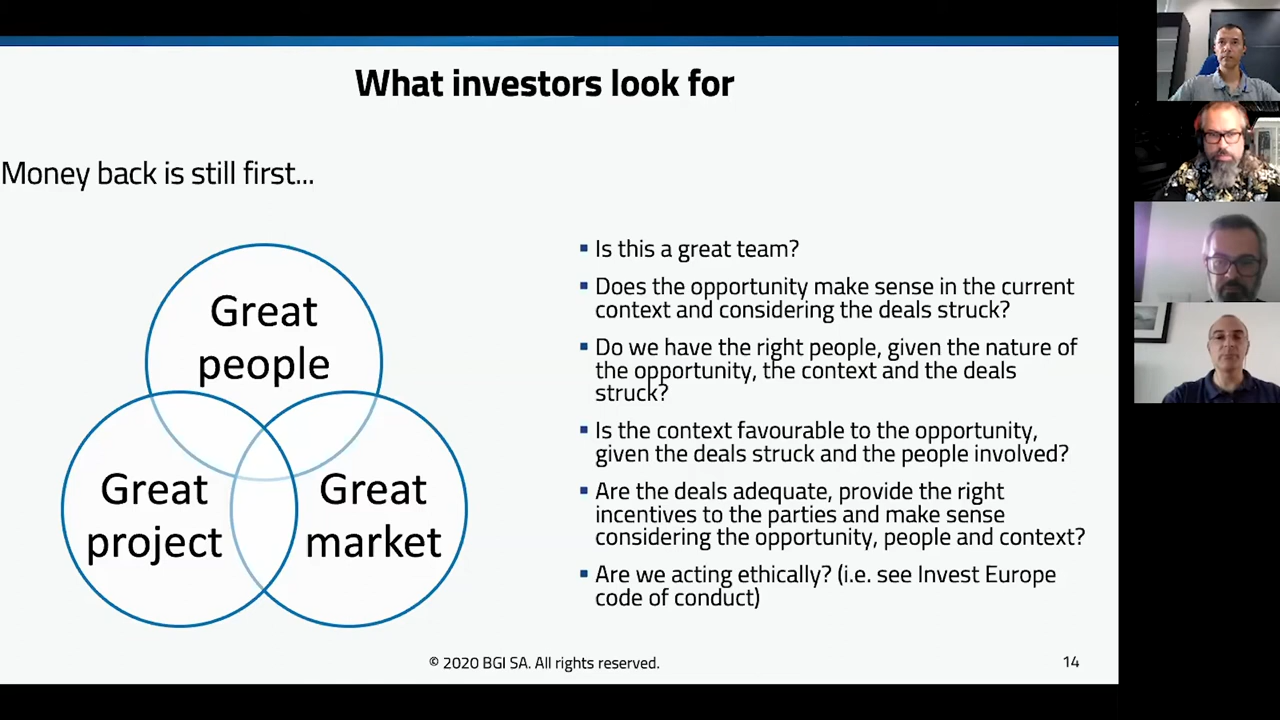 What investors look for
Money back is still first...
Great
people
Great
project
Great
market
▪ Is this a great team?
▪ Does the opportunity make sense in the current
context and considering the deals struck?
▪ Do we have the right people, given the nature of
the opportunity, the context and the deals
struck?
▪ Is the context favourable to the opportunity,
given the deals struck and the people involved?
▪ Are the deals adequate, provide the right
incentives to the parties and make sense
considering the opportunity, people and context?
▪ Are we acting ethically? (i.e. see Invest Europe
code of conduct)
© 2020 BGI SA. All rights reserved.
14